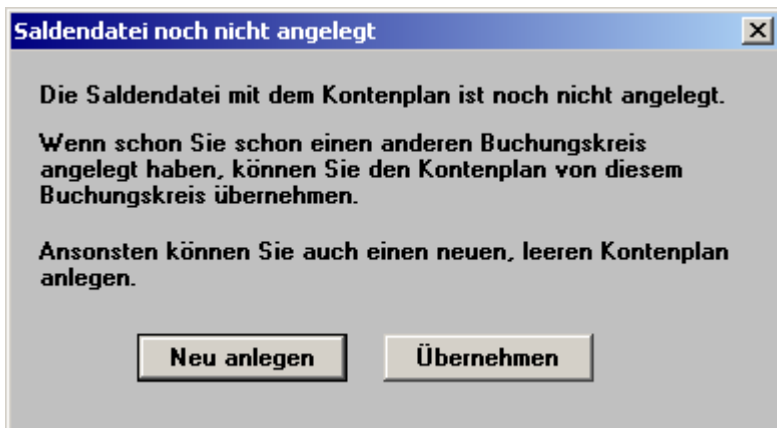 Saldendatei noch nicht angelegt
Die Saldendatei mit dem Kontenplan ist noch nicht angelegt.
Wenn schon Sie schon einen anderen Buchungskreis
angelegt haben, können Sie den Kontenplan von diesem
Buchungskreis übernehmen.
Ansonsten können Sie auch einen neuen, leeren Kontenplan
anlegen.
Neu anlegen Übernehmen